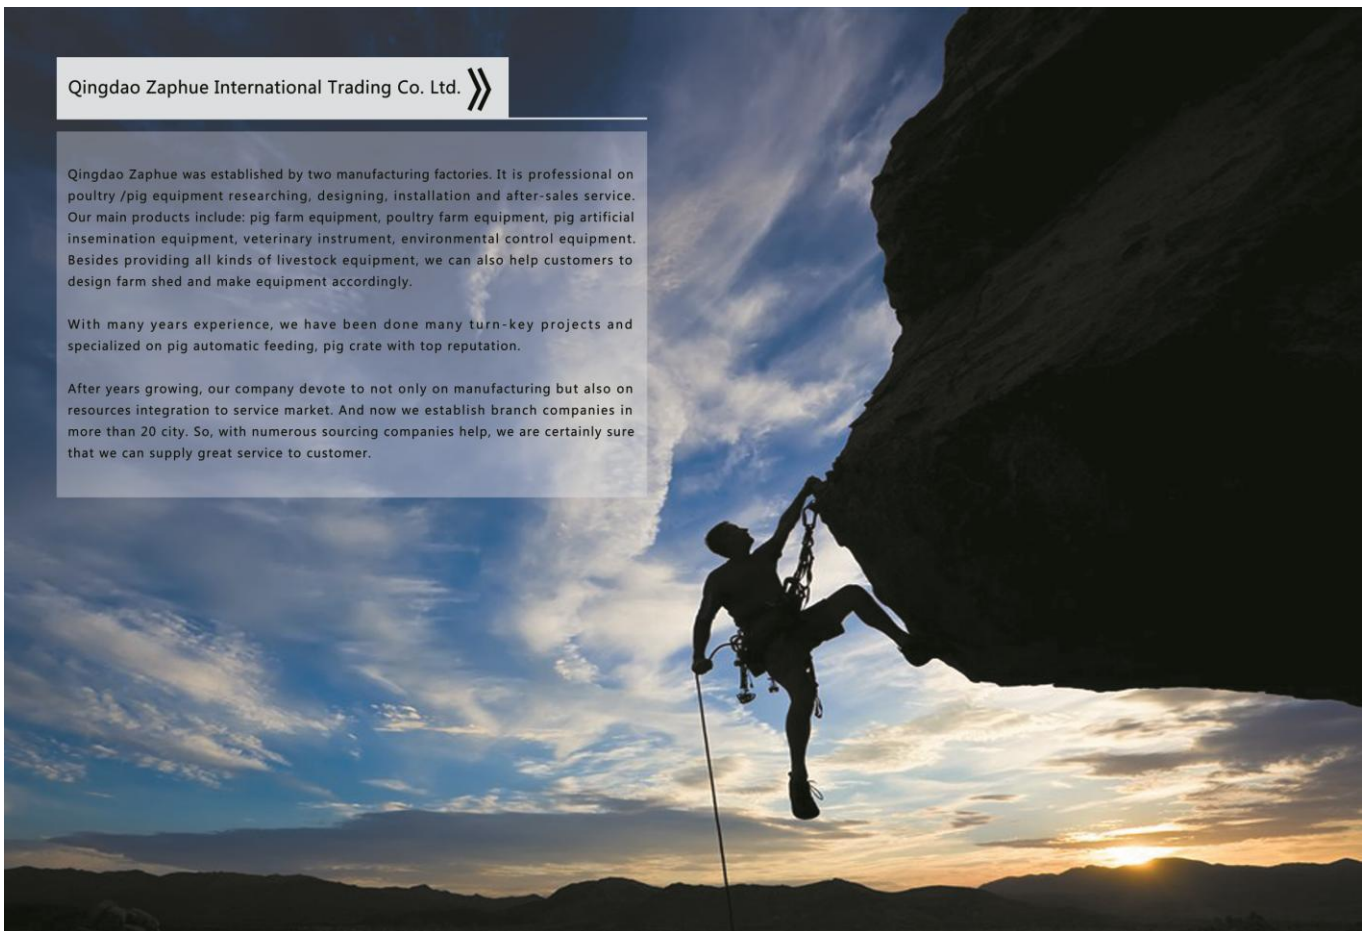 Qingdao Zaphue International Trading Co. Ltd.
Qingdao Zaphue was established by two manufacturing factories. It is professional on
poultry /pig equipment researching, designing, installation and after-sales service.
Our main products include: pig farm equipment, poultry farm equipment, pig artificial
insemination equipment, veterinary instrument, environmental control equipment.
Besides providing all kinds of livestock equipment, we can also help customers to
design farm shed and make equipment accordingly.
With many years experience, we have been done many turn-key projects and
specialized on pig automatic feeding, pig crate with top reputation.
After years growing, our company devote to not only on manufacturing but also on
resources integration to service market. And now we establish branch companies in
more than 20 city. So, with numerous sourcing companies help, we are certainly sure
that we can supply great service to customer.